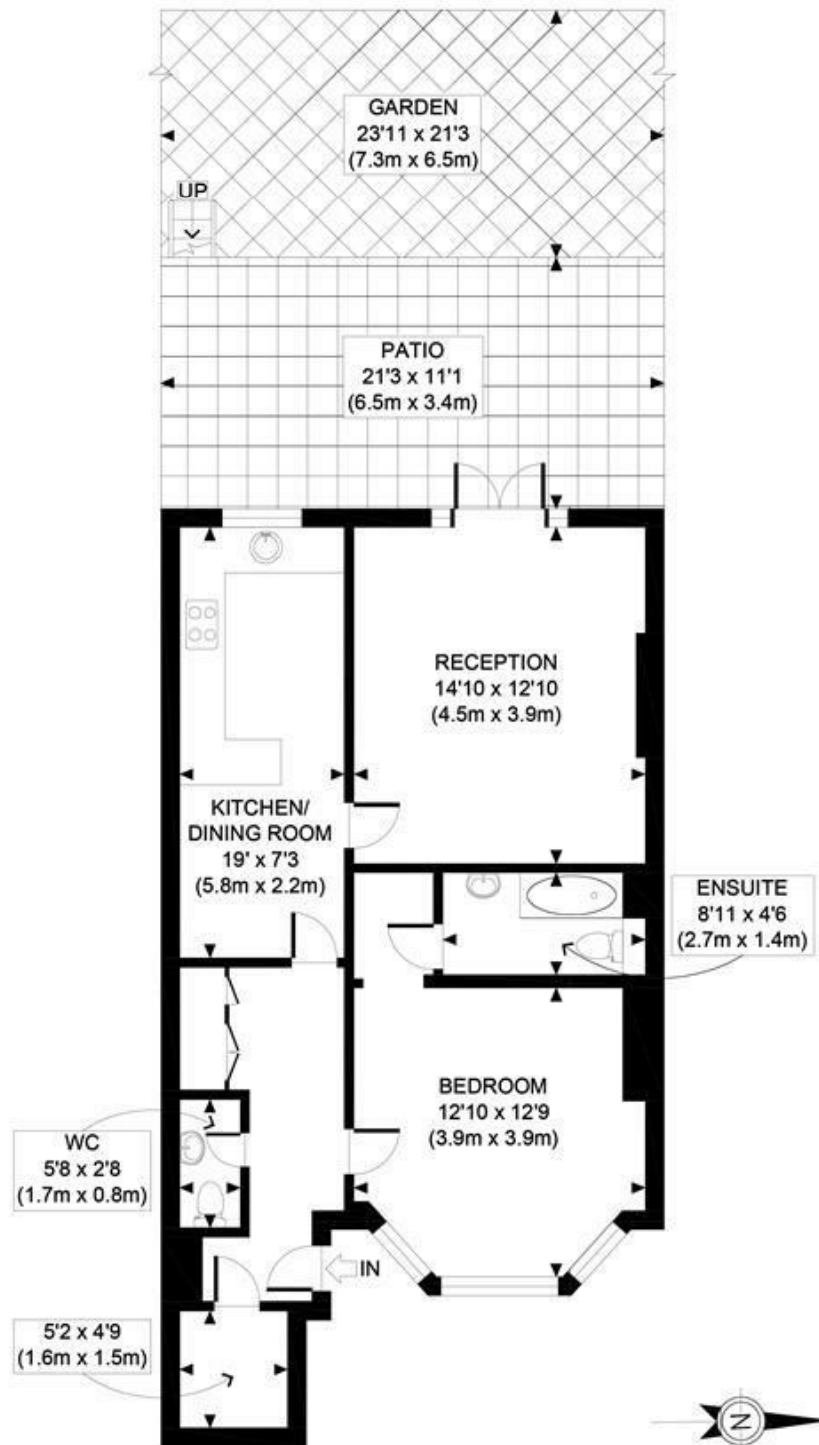 GARDEN
23'11 x 21'3
(7.3m x 6.5m)
UP
PATIO
21'3 x 11'1
(6.5m x 3.4m)
RECEPTION
14'10 x 12'10
(4.5m x 3.9m)
KITCHEN/
DINING ROOM
19' x 7'3
(5.8m x 2.2m)
ENSUITE
8'11 x 4'6
(2.7m x 1.4m)
BEDROOM
12'10 x 12'9
(3.9m x 3.9m)
WC
5'8 x 2'8
(1.7m x 0.8m)
IN
5'2 x 4'9
(1.6m x 1.5m)
N